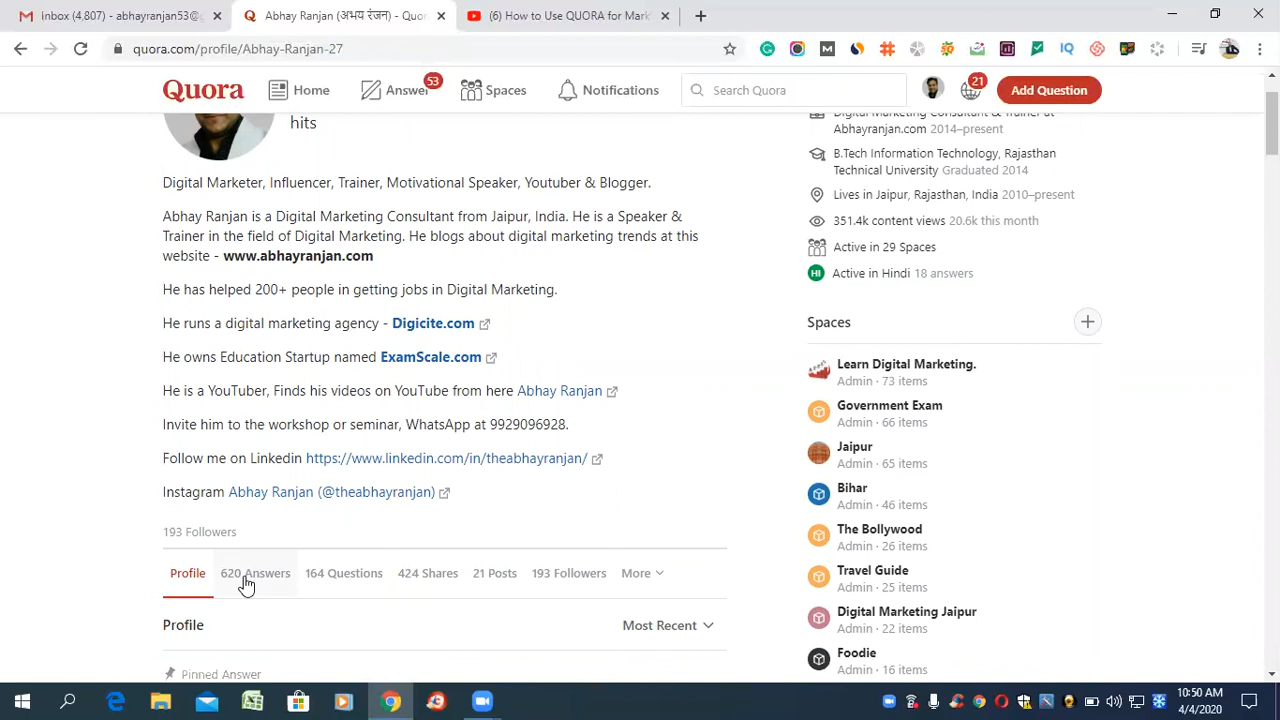 inbox (4,807) - abhayranjan53@g
Abhay Ranjan (अभय रंजन) - Quor
(6) How to Use QUORA for Mark
quora.com/profile/Abhay-Ranjan-27
Quora
Home
Answer
53
Spaces
Notifications
Search Quora
21
Add Question
hits
Digital Marketer, Influencer, Trainer, Motivational Speaker, Youtuber & Blogger.
Abhay Ranjan is a Digital Marketing Consultant from Jaipur, India. He is a Speaker &
Trainer in the field of Digital Marketing. He blogs about digital marketing trends at this
website - www.abhayranjan.com
He has helped 200+ people in getting jobs in Digital Marketing.
He runs a digital marketing agency - Digicite.com
He owns Education Startup named ExamScale.com
He is a YouTuber, Finds his videos on YouTube from here Abhay Ranjan
Invite him to the workshop or seminar, WhatsApp at 9929096928.
Follow me on Linkedin https://www.linkedin.com/in/theabhayranjan/
Instagram Abhay Ranjan (@theabhayranjan)
193 Followers
Profile
620 Answers
164 Questions
424 Shares
21 Posts
193 Followers
More
Profile
Most Recent
Pinned Answer
Digital Marketing Consultant & Trainer at
Abhayranjan.com 2014–present
B.Tech Information Technology, Rajasthan
Technical University Graduated 2014
Lives in Jaipur, Rajasthan, India 2010–present
351.4k content views 20.6k this month
Active in 29 Spaces
HI
Active in Hindi 18 answers
Spaces
Learn Digital Marketing.
Admin · 73 items
Government Exam
Admin · 66 items
Jaipur
Admin · 65 items
Bihar
Admin · 46 items
The Bollywood
Admin · 26 items
Travel Guide
Admin · 25 items
Digital Marketing Jaipur
Admin · 22 items
Foodie
Admin · 16 items
10:50 AM
4/4/2020